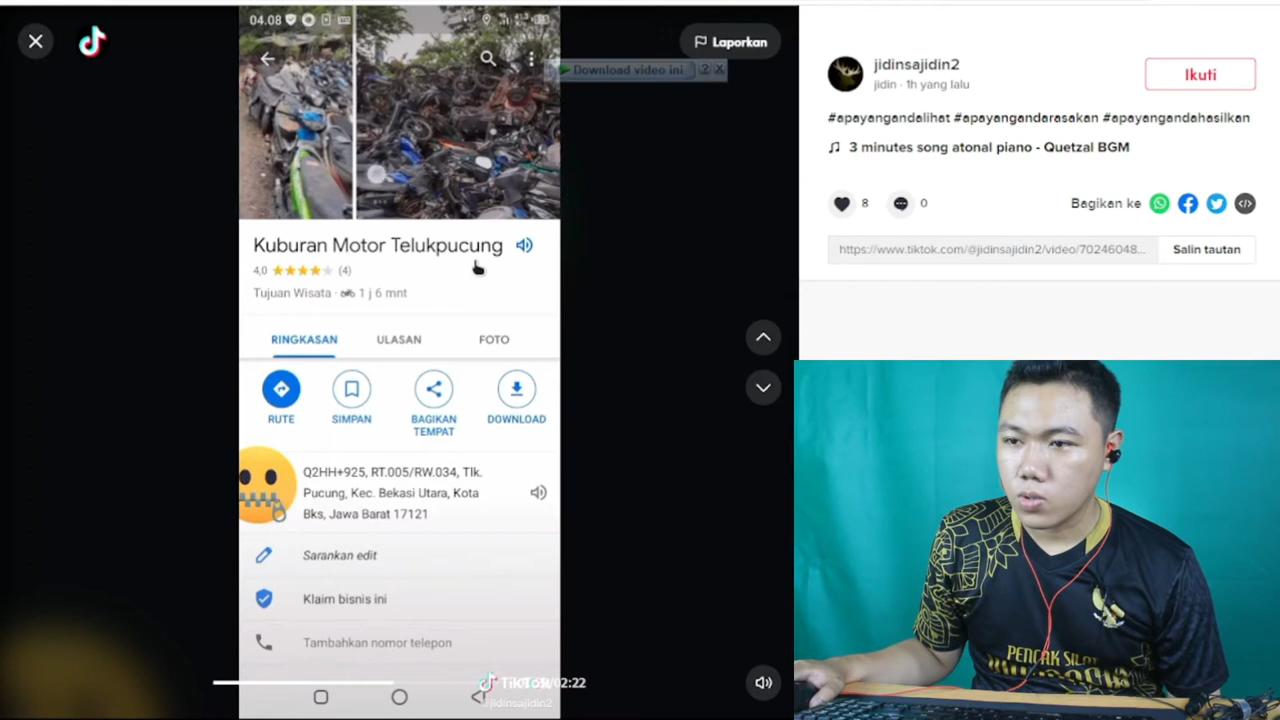 04.08
Laporkan
Download video ini
Kuburan Motor Telukpucung
4,0 (4)
Tujuan Wisata · 1 j 6 mnt
RINGKASAN
ULASAN
FOTO
RUTE
SIMPAN
BAGIKAN
TEMPAT
DOWNLOAD
Q2HH+925, RT.005/RW.034, Tlk.
Pucung, Kec. Bekasi Utara, Kota
Bks, Jawa Barat 17121
Sarankan edit
Klaim bisnis ini
Tambahkan nomor telepon
TikTok
/02:22
@jidinsajidin2
jidinsajidin2
jidin · 1h yang lalu
Ikuti
#apayangandalihat #apayangandarasakan #apayangandahasilkan
3 minutes song atonal piano - Quetzal BGM
8
0
Bagikan ke
https://www.tiktok.com/@jidinsajidin2/video/70246048...
Salin tautan
PENCAK SILAT